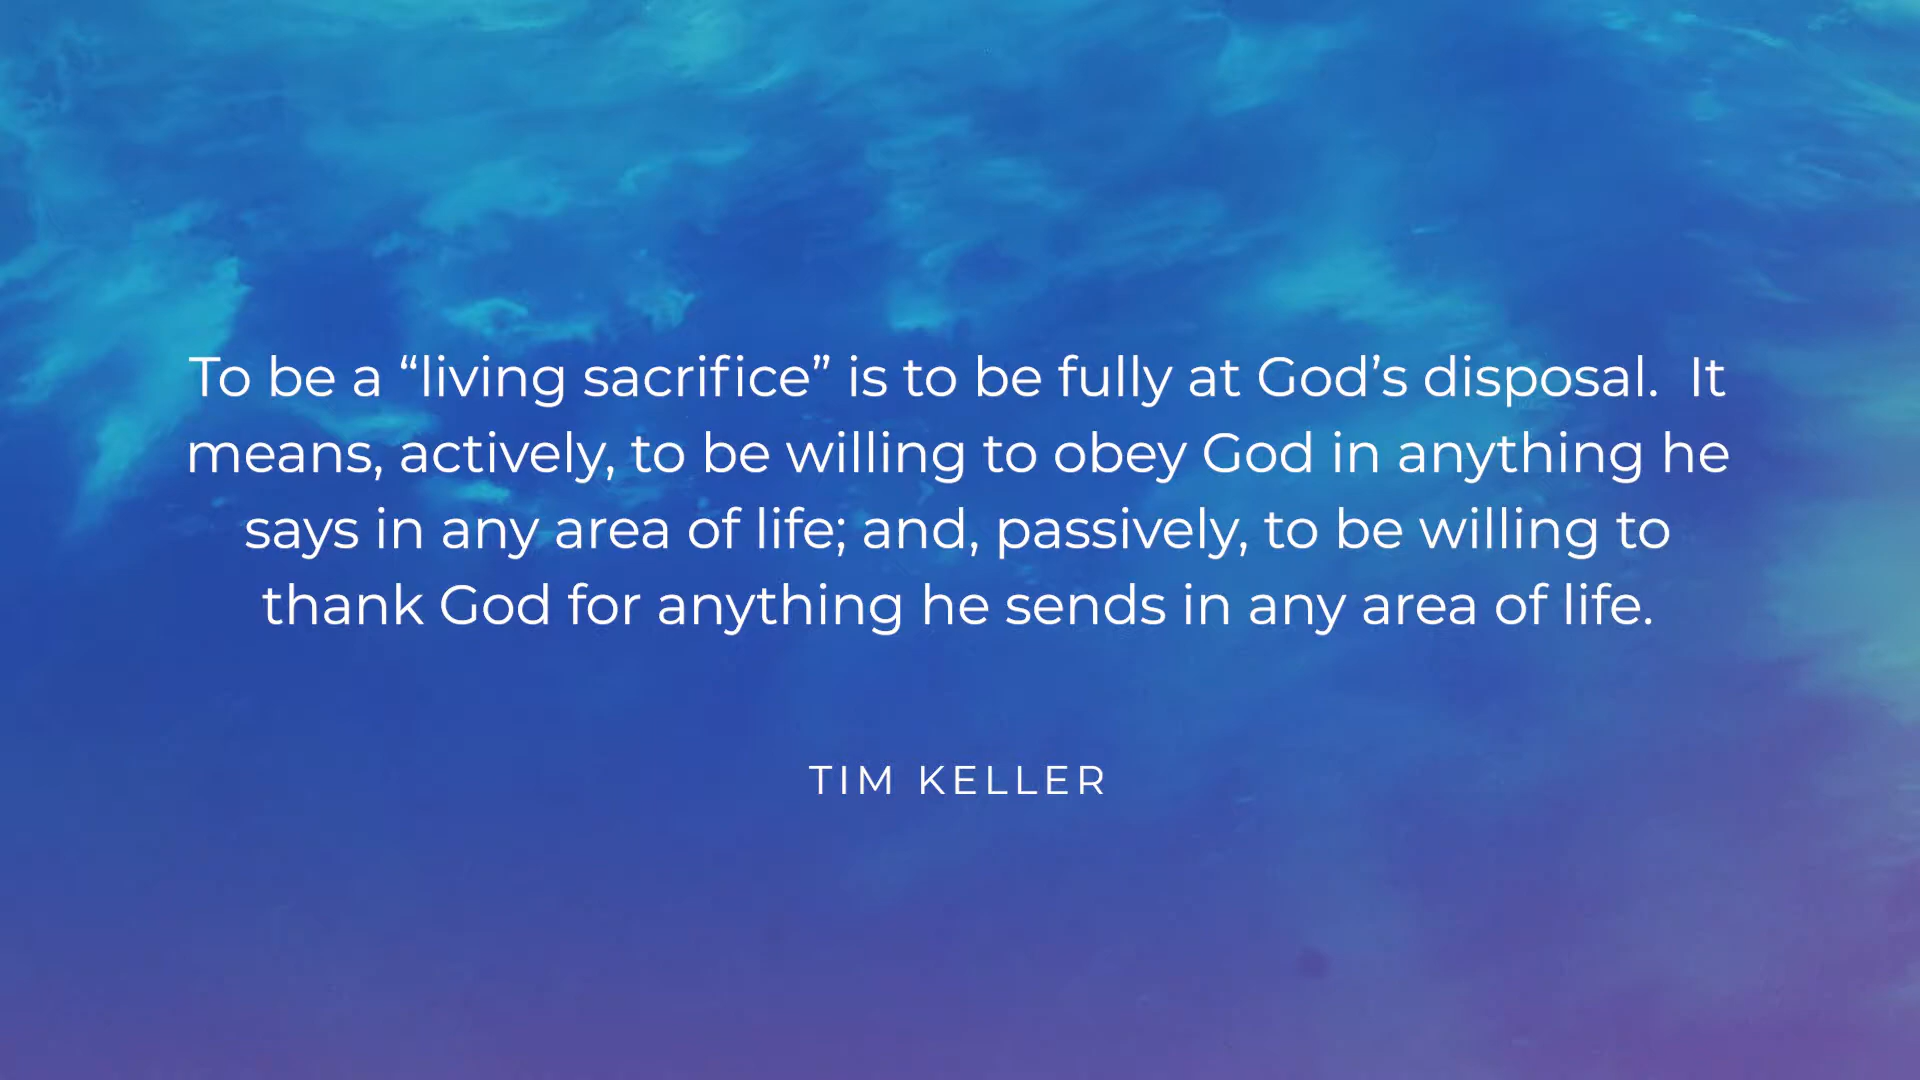 To be a “living sacrifice” is to be fully at God’s disposal.  It
means, actively, to be willing to obey God in anything he
says in any area of life; and, passively, to be willing to
thank God for anything he sends in any area of life.
TIM KELLER